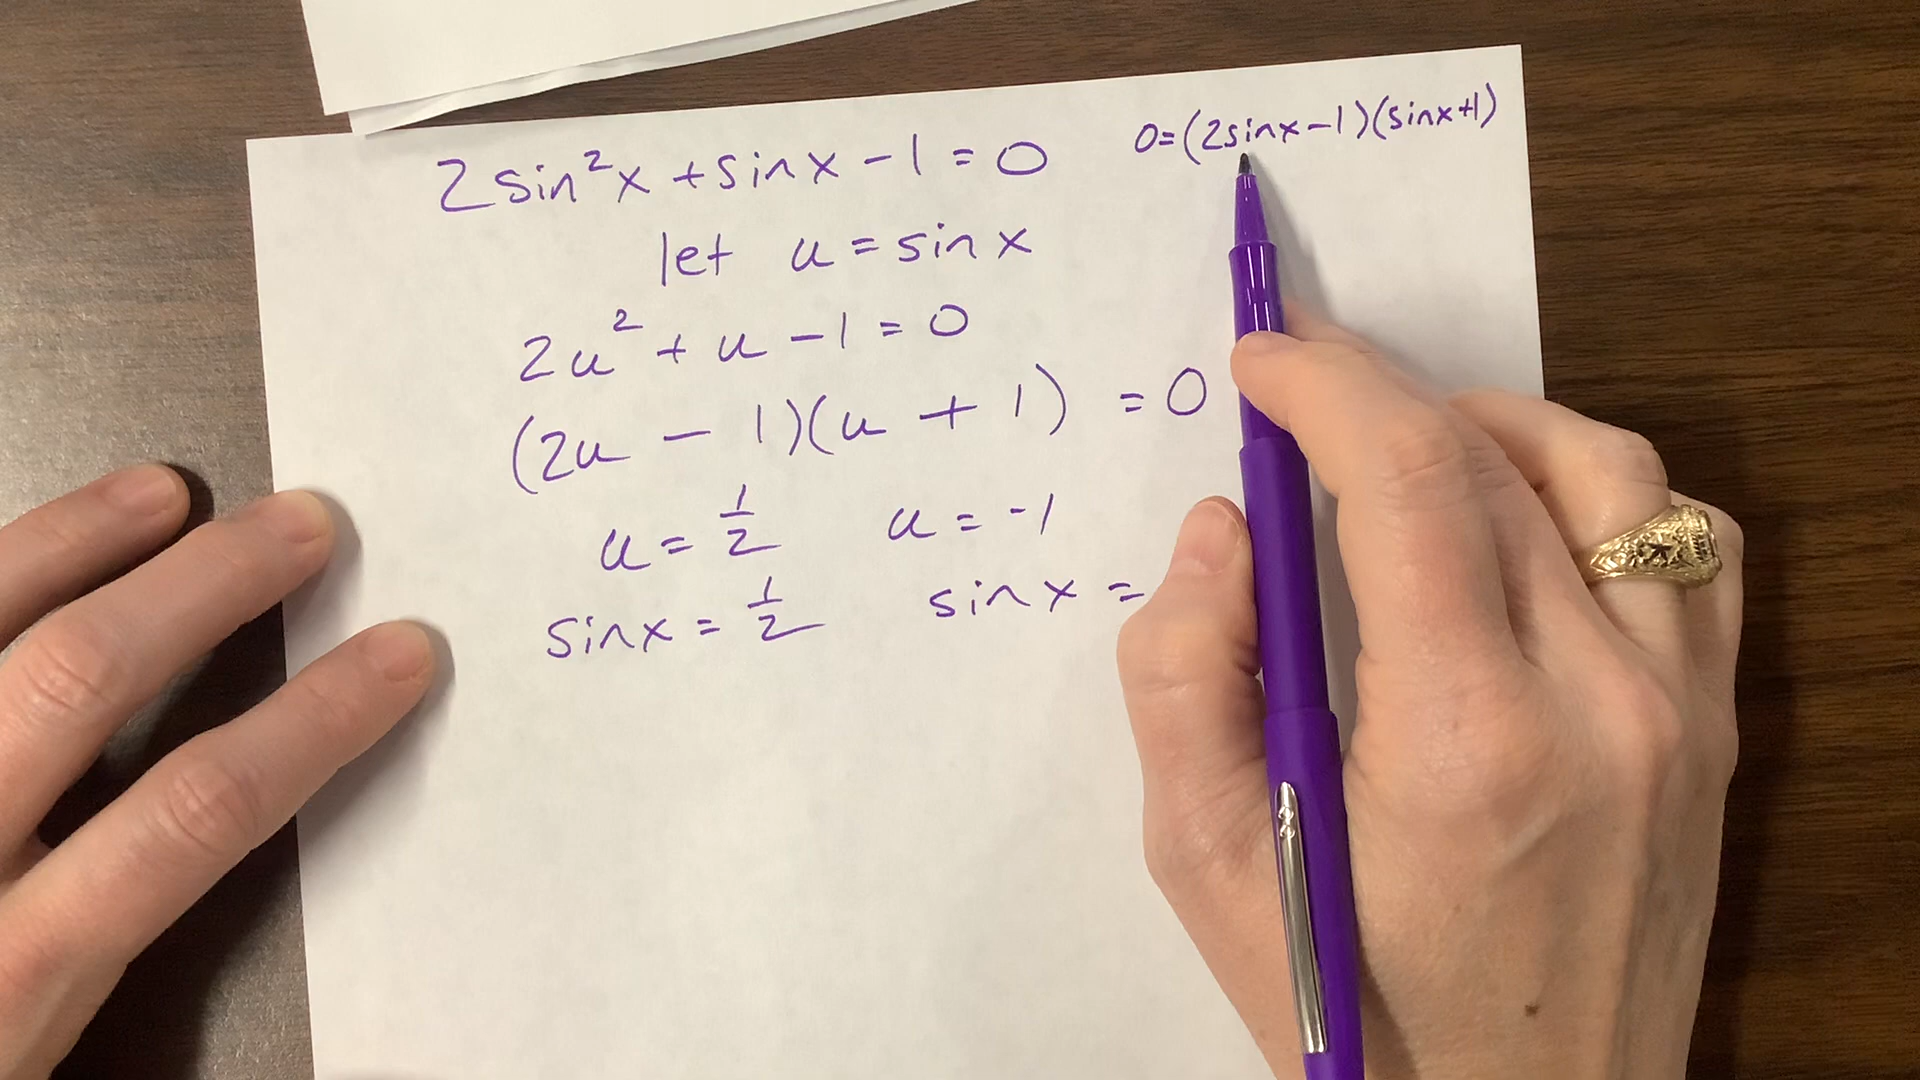 2sin²x + sinx - 1 = 0
0=(2sinx-1)(sinx+1)
let u = sin x
2u² + u - 1 = 0
(2u - 1)(u + 1) = 0
u = 1/2 u = -1
sinx = 1/2 sinx =